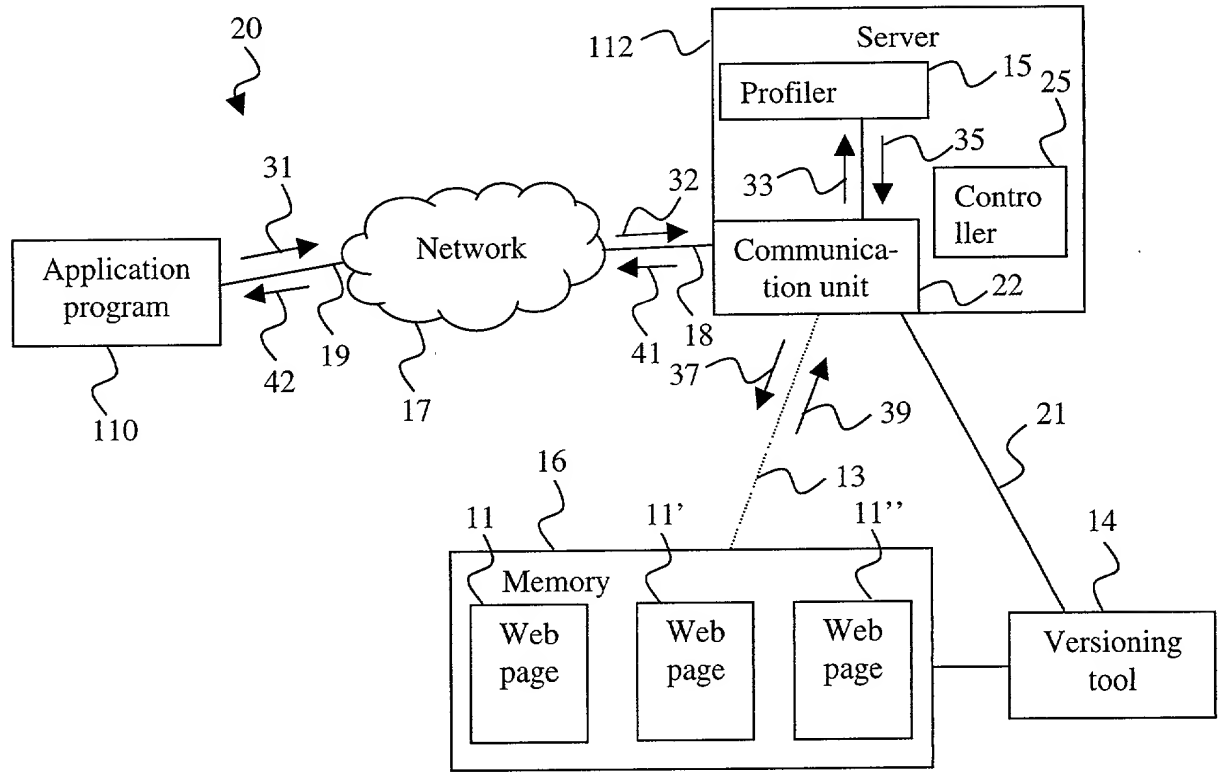 20
112
Server
15
Profiler
25
31
32
33
35
Contro
ller
Application
program
Network
Communica-
tion unit
22
42
19
41
18
110
17
37
39
21
13
16
11
11'
11’’
14
Memory
Web
page
Web
page
Web
page
Versioning
tool